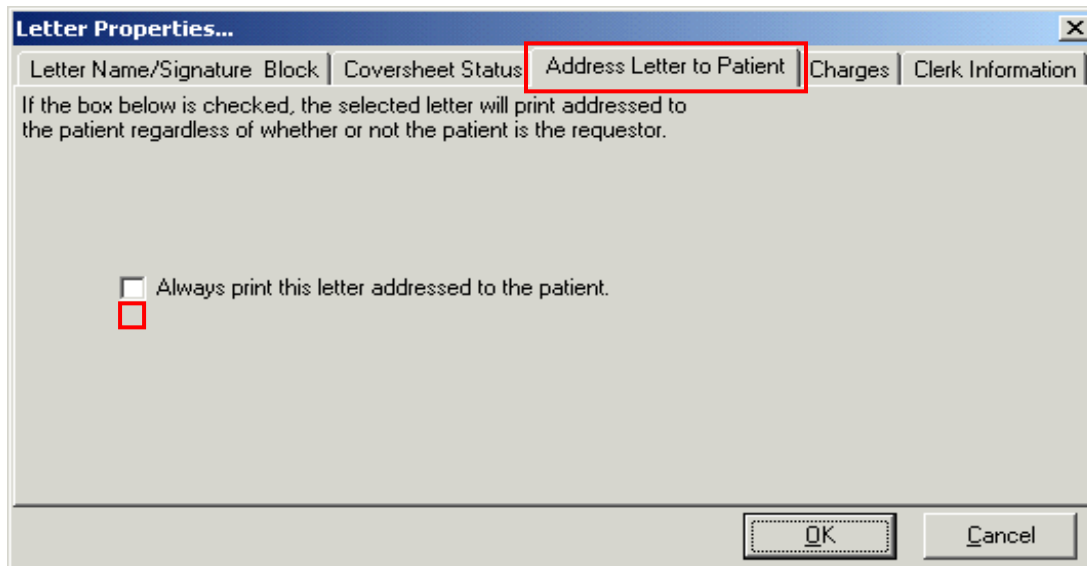 Letter Properties...
Letter Name/Signature Block
Coversheet Status
Address Letter to Patient
Charges
Clerk Information
If the box below is checked, the selected letter will print addressed to
the patient regardless of whether or not the patient is the requestor.
Always print this letter addressed to the patient.
OK
Cancel